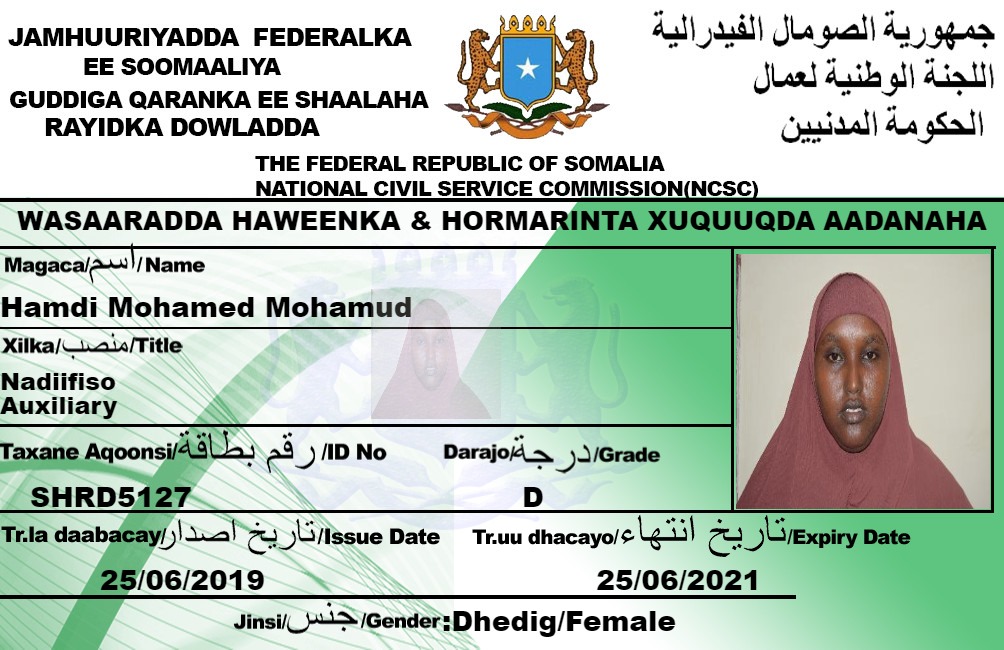 JAMHUURIYADDA FEDERALKA
EE SOOMAALIYA
GUDDIGA QARANKA EE SHAALAHA
RAYIDKA DOWLADDA
جمهورية الصومال الفيدرالية
اللجنة الوطنية لعمال
الحكومة المدنيين
THE FEDERAL REPUBLIC OF SOMALIA
NATIONAL CIVIL SERVICE COMMISSION(NCSC)
WASAARADDA HAWEENKA & HORMARINTA XUQUUQDA AADANAHA
Magaca/اسم/Name
Hamdi Mohamed Mohamud
Xilka/منصب/Title
Nadiifiso
Auxiliary
Taxane Aqoonsi/رقم بطاقة/ID No
Darajo/درجة/Grade
SHRD5127
D
Tr.la daabacay/تاريخ اصدار/Issue Date
Tr.uu dhacayo/تاريخ انتهاء/Expiry Date
25/06/2019
25/06/2021
Jinsi/جنس/Gender:Dhedig/Female